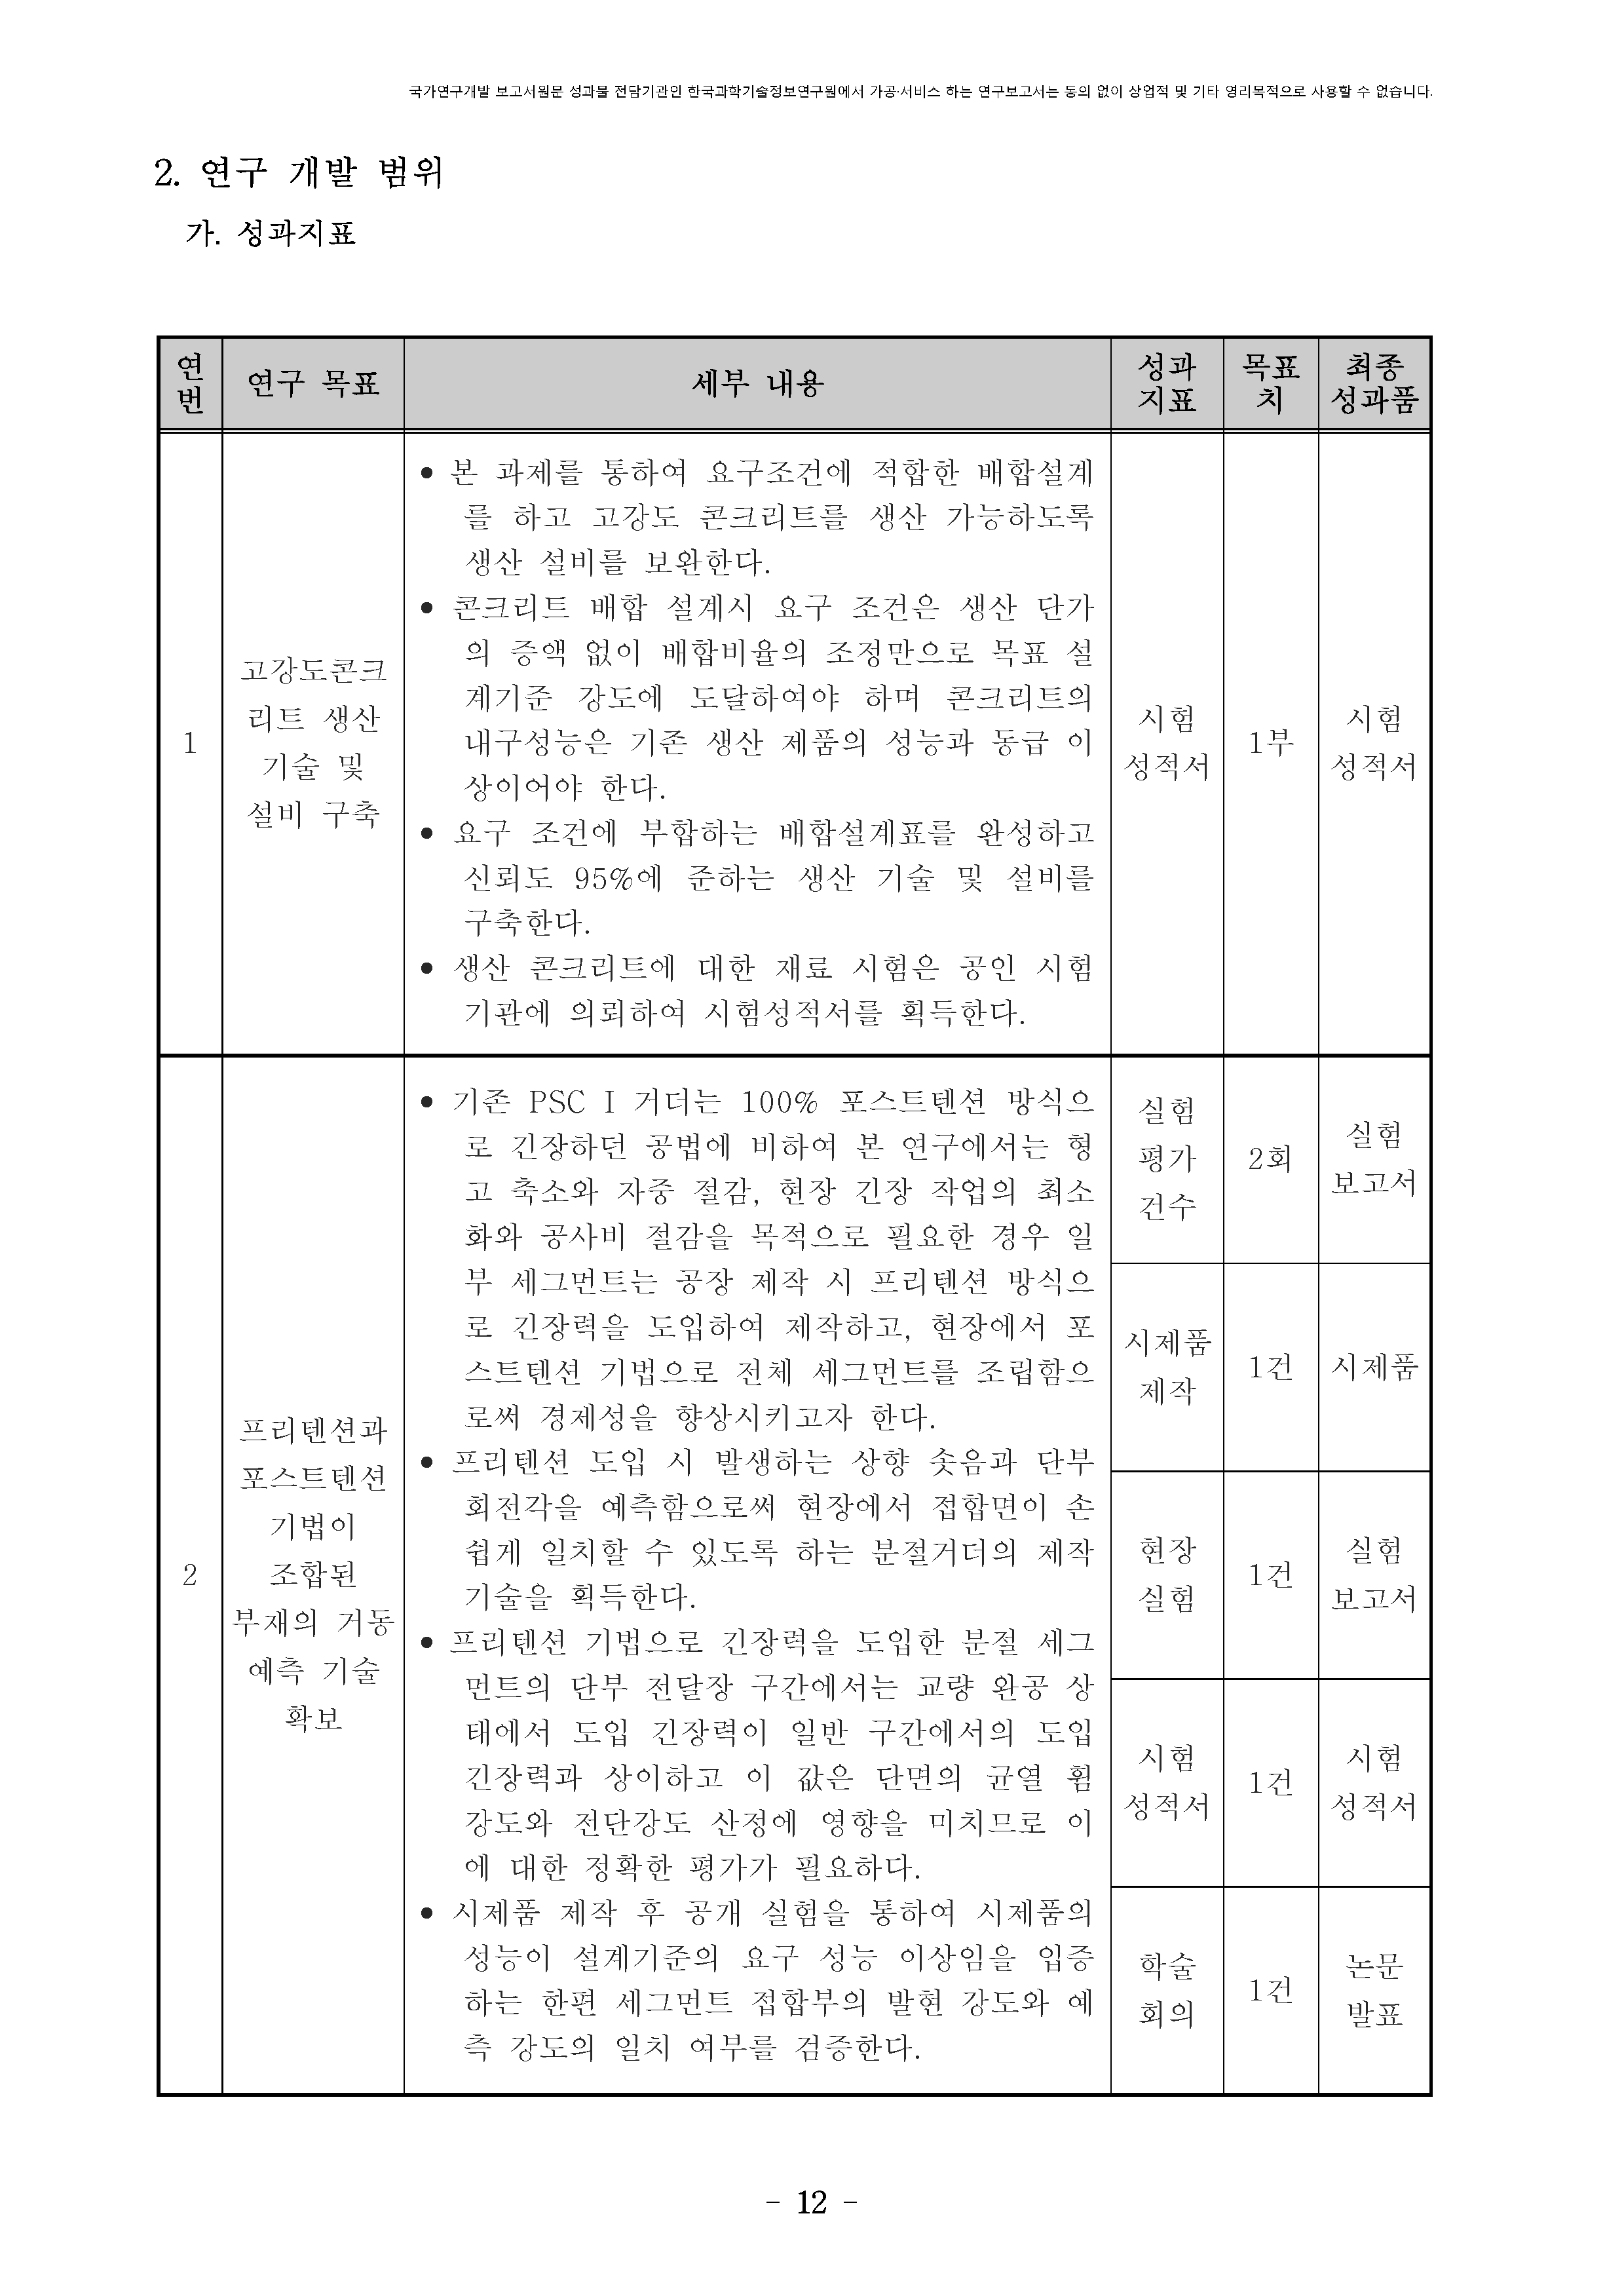 국가연구개발 보고서원문 성과물 전담기관인 한국과학기술정보연구원에서 가공·서비스 하는 연구보고서는 동의 없이 상업적 및 기타 영리목적으로 사용할 수 없습니다.
2. 연구 개발 범위
가. 성과지표
연
번
연구 목표
세부 내용
성과
지표
목표
치
최종
성과품
1
고강도콘크
리트 생산
기술 및
설비 구축
• 본 과제를 통하여 요구조건에 적합한 배합설계
를 하고 고강도 콘크리트를 생산 가능하도록
생산 설비를 보완한다.
• 콘크리트 배합 설계시 요구 조건은 생산 단가
의 증액 없이 배합비율의 조정만으로 목표 설
계기준 강도에 도달하여야 하며 콘크리트의
내구성능은 기존 생산 제품의 성능과 동급 이
상이어야 한다.
• 요구 조건에 부합하는 배합설계표를 완성하고
신뢰도 95%에 준하는 생산 기술 및 설비를
구축한다.
• 생산 콘크리트에 대한 재료 시험은 공인 시험
기관에 의뢰하여 시험성적서를 획득한다.
시험
성적서
1부
시험
성적서
2
프리텐션과
포스트텐션
기법이
조합된
부재의 거동
예측 기술
확보
• 기존 PSC I 거더는 100% 포스트텐션 방식으
로 긴장하던 공법에 비하여 본 연구에서는 형
고 축소와 자중 절감, 현장 긴장 작업의 최소
화와 공사비 절감을 목적으로 필요한 경우 일
부 세그먼트는 공장 제작 시 프리텐션 방식으
로 긴장력을 도입하여 제작하고, 현장에서 포
스트텐션 기법으로 전체 세그먼트를 조립함으
로써 경제성을 향상시키고자 한다.
• 프리텐션 도입 시 발생하는 상향 솟음과 단부
회전각을 예측함으로써 현장에서 접합면이 손
쉽게 일치할 수 있도록 하는 분절거더의 제작
기술을 획득한다.
• 프리텐션 기법으로 긴장력을 도입한 분절 세그
먼트의 단부 전달장 구간에서는 교량 완공 상
태에서 도입 긴장력이 일반 구간에서의 도입
긴장력과 상이하고 이 값은 단면의 균열 휨
강도와 전단강도 산정에 영향을 미치므로 이
에 대한 정확한 평가가 필요하다.
• 시제품 제작 후 공개 실험을 통하여 시제품의
성능이 설계기준의 요구 성능 이상임을 입증
하는 한편 세그먼트 접합부의 발현 강도와 예
측 강도의 일치 여부를 검증한다.
실험
평가
건수
2회
실험
보고서
시제품
제작
1건
시제품
현장
실험
1건
실험
보고서
시험
성적서
1건
시험
성적서
학술
회의
1건
논문
발표
- 12 -